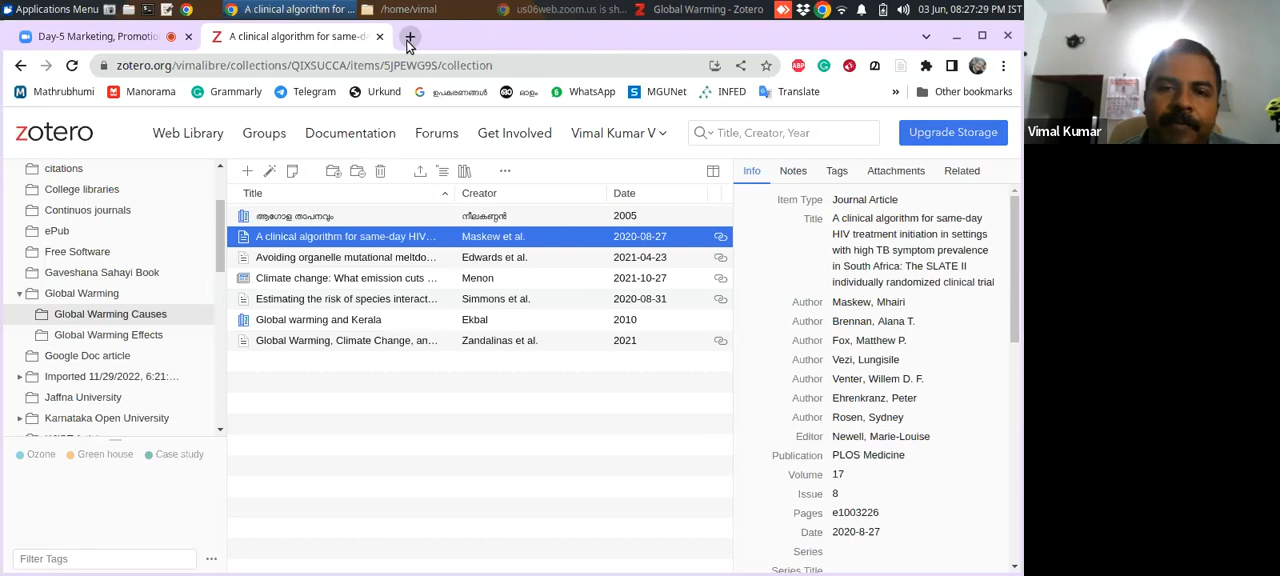 Applications Menu
A clinical algorithm for ...
/home/vimal
us06web.zoom.us is sh...
Global Warming - Zotero
03 Jun, 08:27:29 PM IST
Day-5 Marketing, Promotio
A clinical algorithm for same-d
zotero.org/vimalibre/collections/QIXSUCCA/items/5JPEWG9S/collection
Mathrubhumi
Manorama
Grammarly
Telegram
Urkund
ഉപകരണങ്ങൾ
ഓളം
WhatsApp
MGUNet
INFED
Translate
»
Other bookmarks
Vimal Kumar
zotero
Web Library
Groups
Documentation
Forums
Get Involved
Vimal Kumar V
Title, Creator, Year
Upgrade Storage
citations
College libraries
Continuos journals
ePub
Free Software
Gaveshana Sahayi Book
Global Warming
Global Warming Causes
Global Warming Effects
Google Doc article
Imported 11/29/2022, 6:21:...
Jaffna University
Karnataka Open University
Ozone
Green house
Case study
Filter Tags
Title Creator Date
ആഗോള താപനവും നീലകണ്ഠൻ 2005
A clinical algorithm for same-day HIV... Maskew et al. 2020-08-27
Avoiding organelle mutational meltdo... Edwards et al. 2021-04-23
Climate change: What emission cuts ... Menon 2021-10-27
Estimating the risk of species interact... Simmons et al. 2020-08-31
Global warming and Kerala Ekbal 2010
Global Warming, Climate Change, an... Zandalinas et al. 2021
Info Notes Tags Attachments Related
Item Type Journal Article
Title A clinical algorithm for same-day
HIV treatment initiation in settings
with high TB symptom prevalence
in South Africa: The SLATE II
individually randomized clinical trial
Author Maskew, Mhairi
Author Brennan, Alana T.
Author Fox, Matthew P.
Author Vezi, Lungisile
Author Venter, Willem D. F.
Author Ehrenkranz, Peter
Author Rosen, Sydney
Editor Newell, Marie-Louise
Publication PLOS Medicine
Volume 17
Issue 8
Pages e1003226
Date 2020-8-27
Series
Series Title